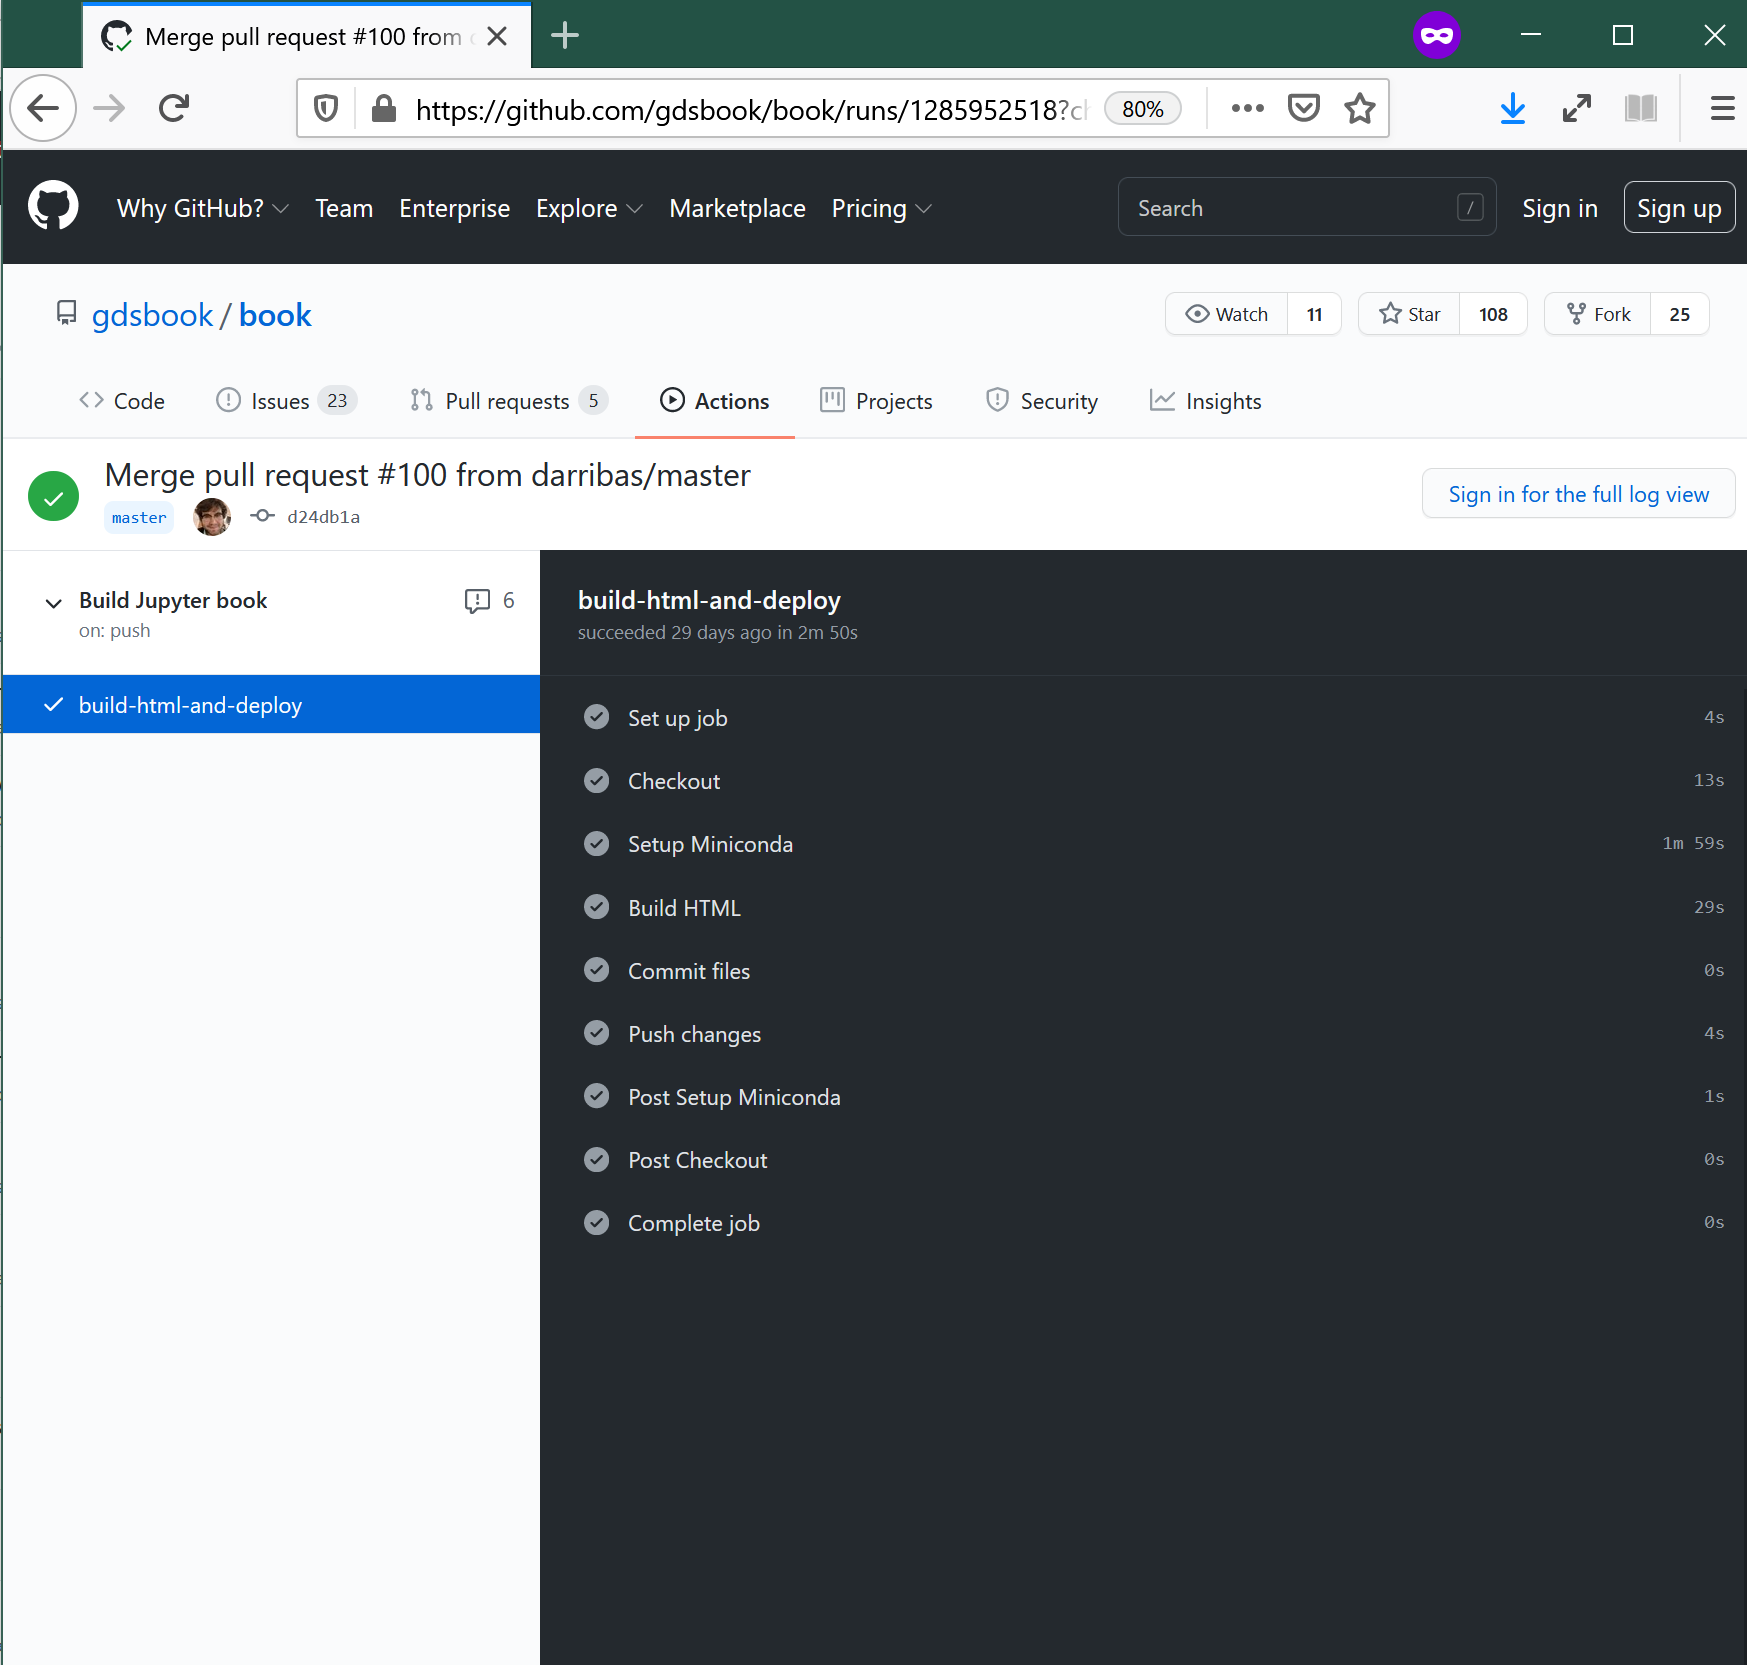 Merge pull request #100 from
https://github.com/gdsbook/book/runs/1285952518?ch
80%
Why GitHub? Team Enterprise Explore Marketplace Pricing
Search /
Sign in Sign up
gdsbook / book
Watch 11 Star 108 Fork 25
Code Issues 23 Pull requests 5 Actions Projects Security Insights
Merge pull request #100 from darribas/master
master d24db1a
Sign in for the full log view
Build Jupyter book 6
on: push
build-html-and-deploy
build-html-and-deploy
succeeded 29 days ago in 2m 50s
Set up job 4s
Checkout 13s
Setup Miniconda 1m 59s
Build HTML 29s
Commit files 0s
Push changes 4s
Post Setup Miniconda 1s
Post Checkout 0s
Complete job 0s